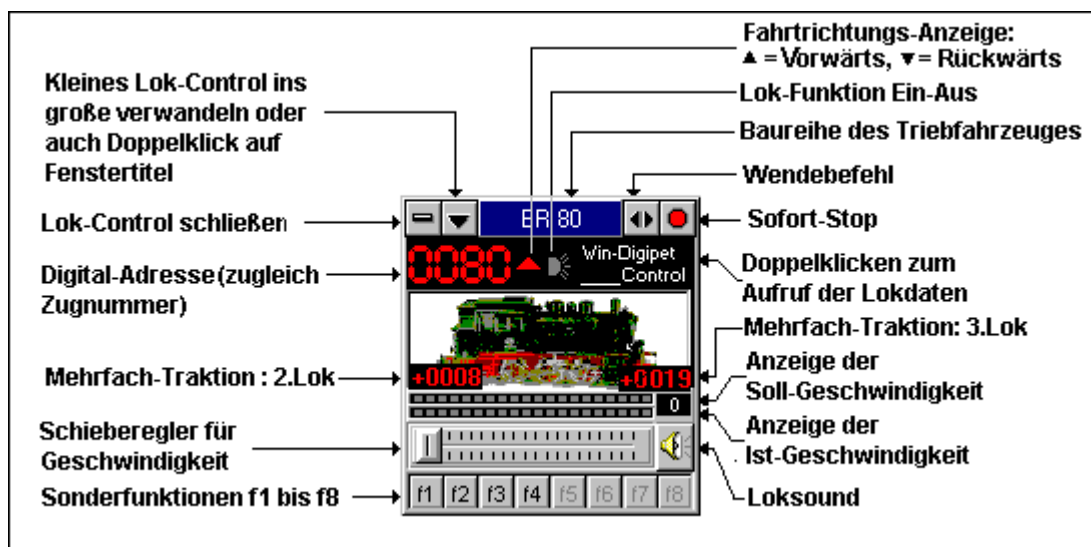 Kleines Lok-Control ins
große verwandeln oder
auch Doppelklick auf
Fenstertitel
Lok-Control schließen
Digital-Adresse (zugleich
Zugnummer)
Mehrfach-Traktion : 2.Lok
Schieberegler für
Geschwindigkeit
Sonderfunktionen f1 bis f8
BR 80
0080
Win-Digipet
____Control
+0008
+0019
0
f1 f2 f3 f4 f5 f6 f7 f8
Fahrtrichtungs-Anzeige:
▲ = Vorwärts, ▼= Rückwärts
Lok-Funktion Ein-Aus
Baureihe des Triebfahrzeuges
Wendebefehl
Sofort-Stop
Doppelklicken zum
Aufruf der Lokdaten
Mehrfach-Traktion: 3.Lok
Anzeige der
Soll-Geschwindigkeit
Anzeige der
Ist-Geschwindigkeit
Loksound